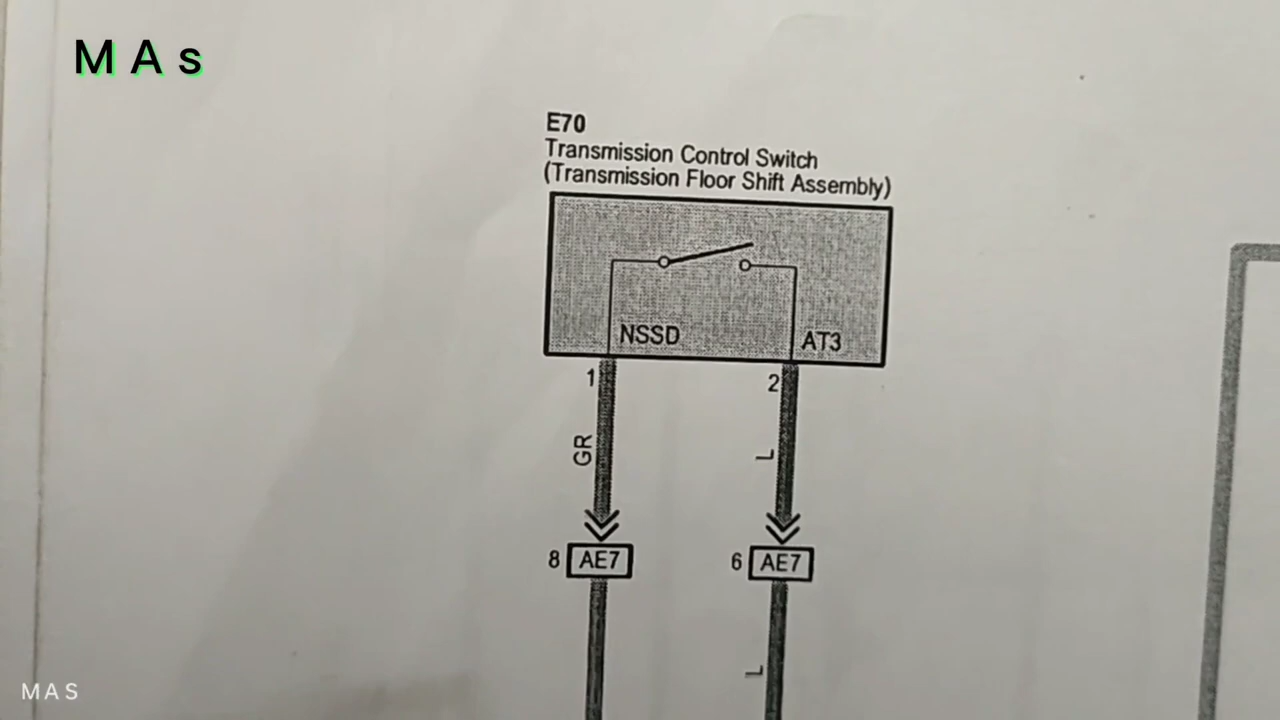 M A s
E70
Transmission Control Switch
(Transmission Floor Shift Assembly)
NSSD
AT3
1
2
GR
L
8 AE7
6 AE7
L
MAS